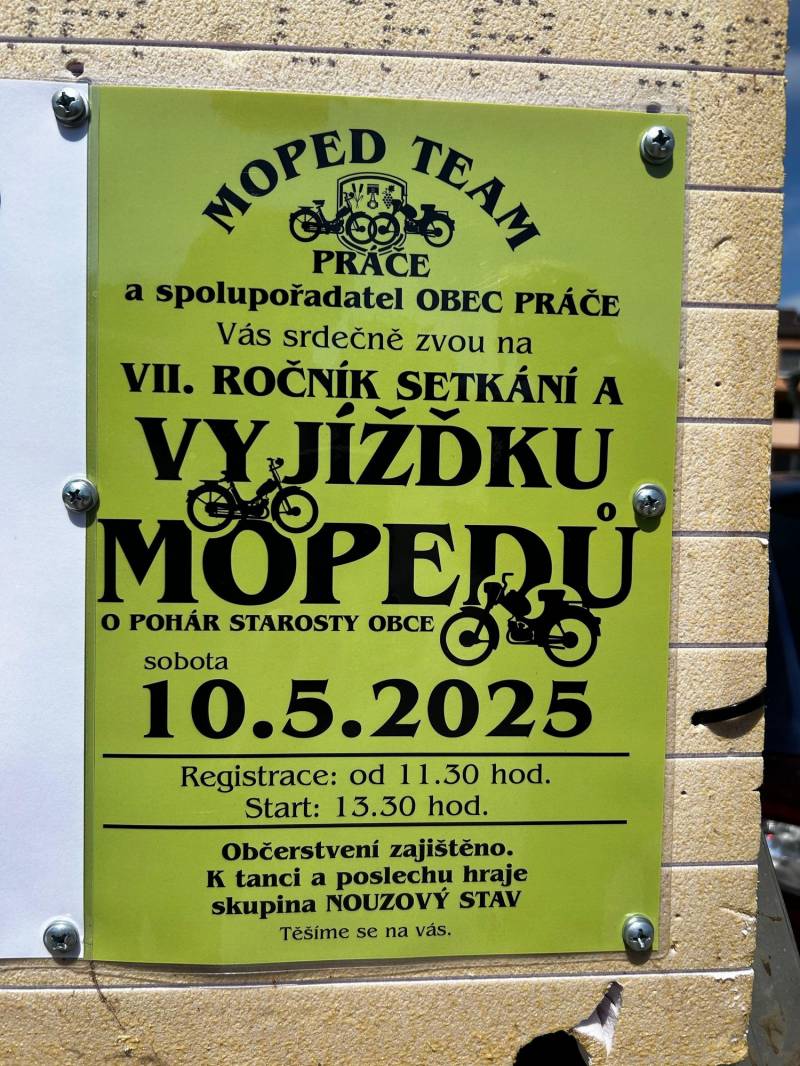 MOPED TEAM
PRÁČE
a spolupořadatel OBEC PRÁČE
Vás srdečně zvou na
VII. ROČNÍK SETKÁNÍ A
VYJÍŽĎKU
MOPEDŮ
O POHÁR STAROSTY OBCE
sobota
10.5.2025
Registrace: od 11.30 hod.
Start: 13.30 hod.
Občerstvení zajištěno.
K tanci a poslechu hraje
skupina NOUZOVÝ STAV
Těšíme se na vás.